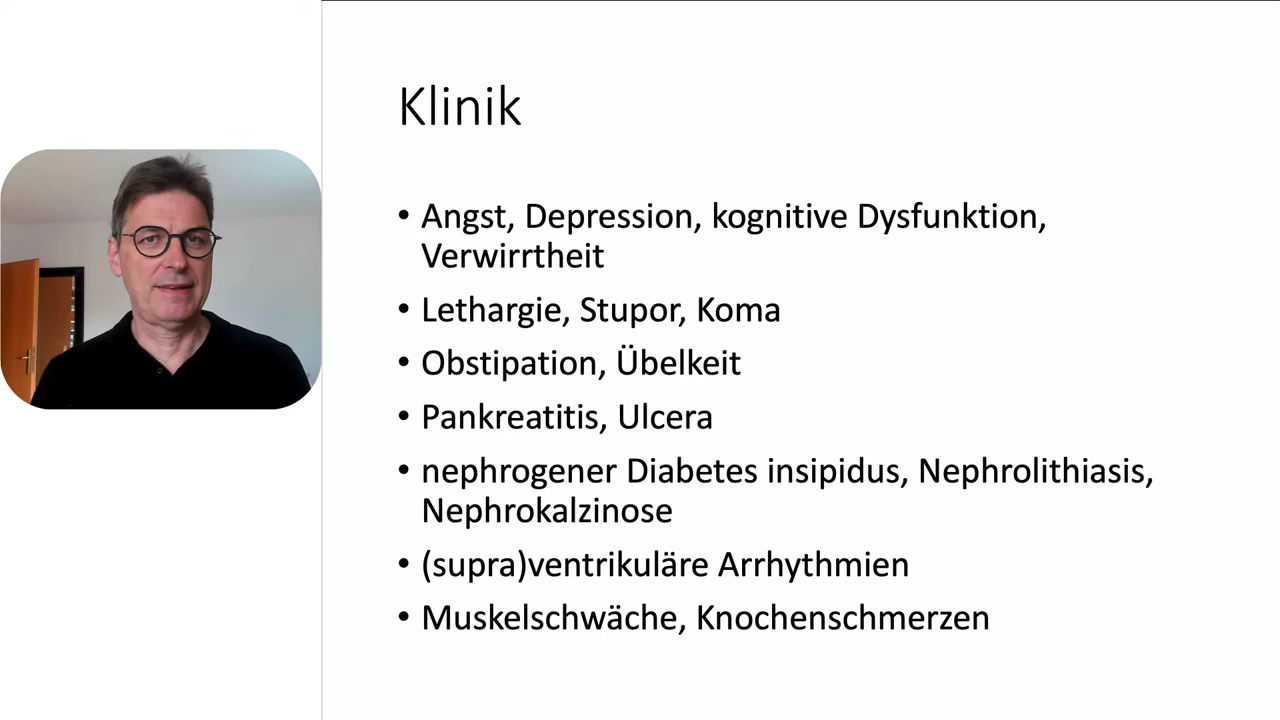 Klinik
• Angst, Depression, kognitive Dysfunktion,
Verwirrtheit
• Lethargie, Stupor, Koma
• Obstipation, Übelkeit
• Pankreatitis, Ulcera
• nephrogener Diabetes insipidus, Nephrolithiasis,
Nephrokalzinose
• (supra)ventrikuläre Arrhythmien
• Muskelschwäche, Knochenschmerzen